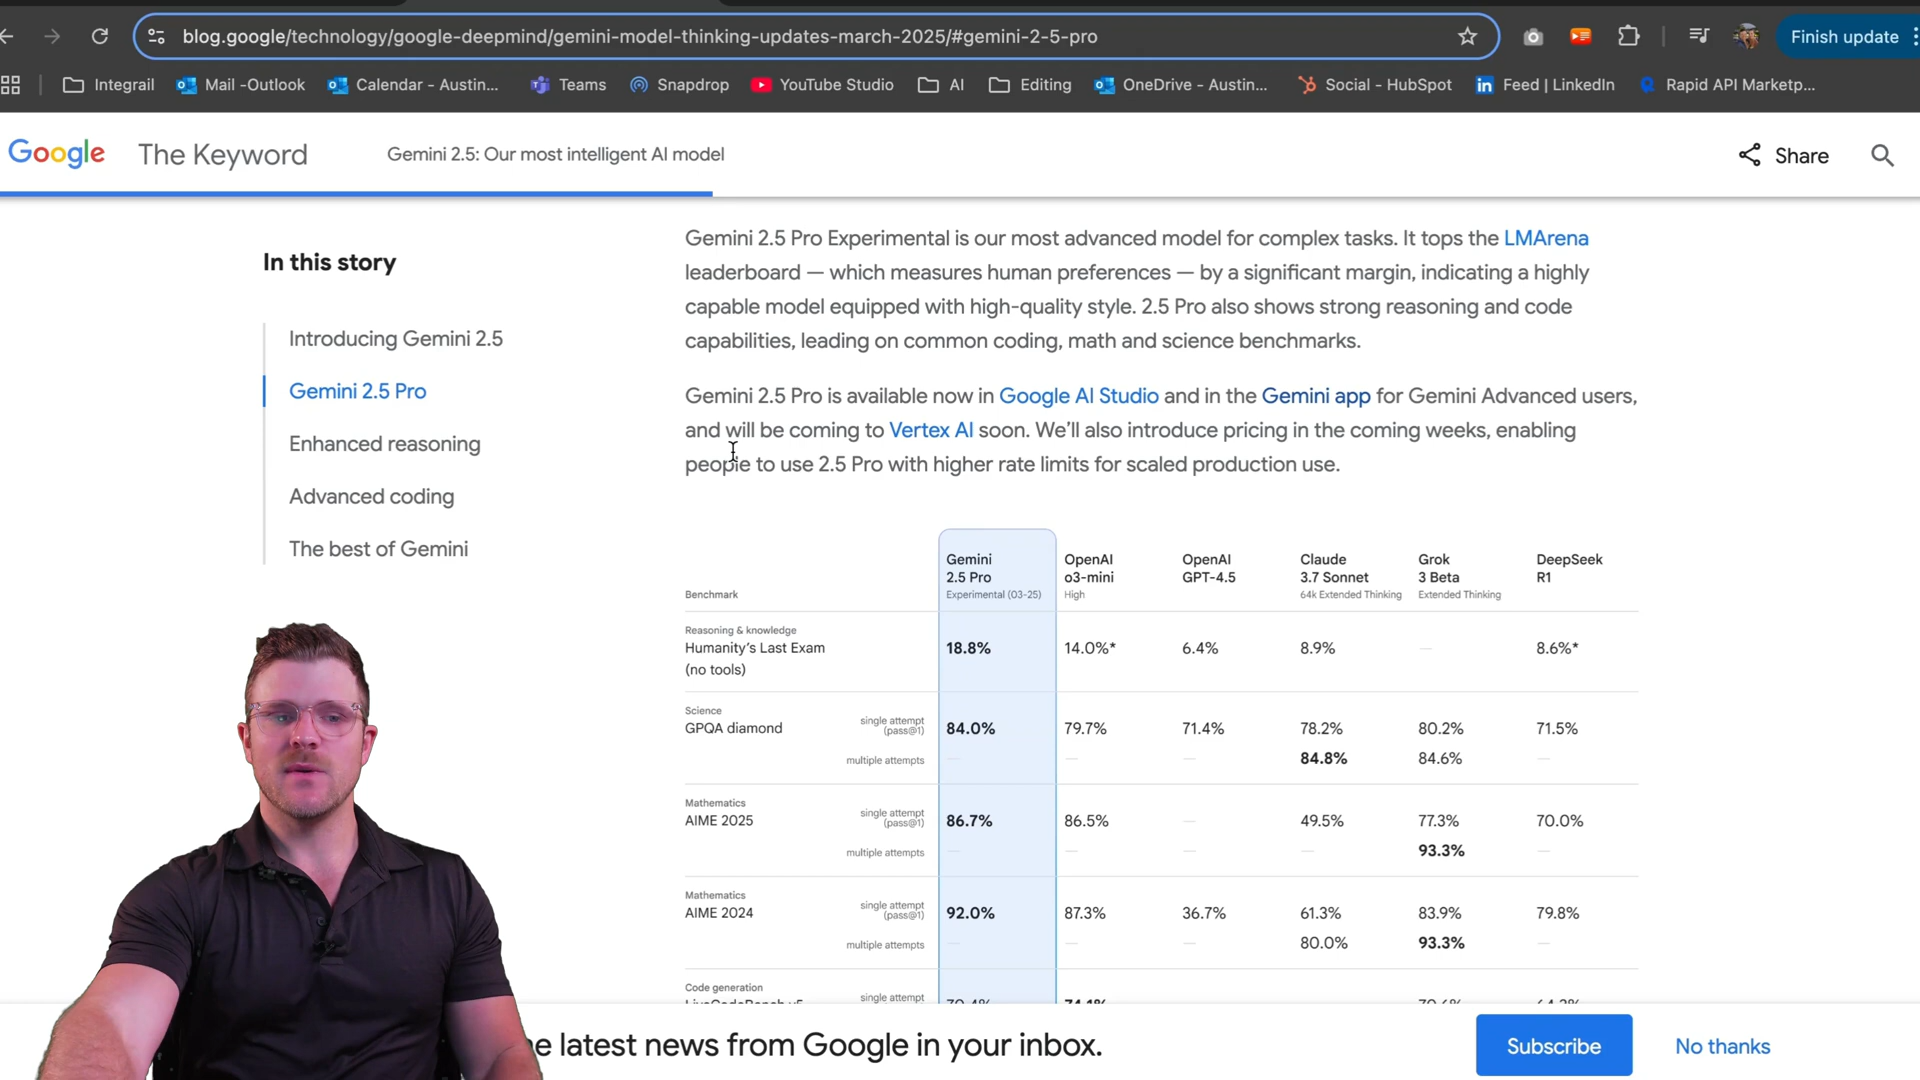 blog.google/technology/google-deepmind/gemini-model-thinking-updates-march-2025/#gemini-2-5-pro
Finish update
Integrail Mail -Outlook Calendar - Austin... Teams Snapdrop YouTube Studio AI Editing OneDrive - Austin... Social - HubSpot Feed | LinkedIn Rapid API Marketp...
Google The Keyword Gemini 2.5: Our most intelligent AI model Share
In this story
Introducing Gemini 2.5
Gemini 2.5 Pro
Enhanced reasoning
Advanced coding
The best of Gemini
Gemini 2.5 Pro Experimental is our most advanced model for complex tasks. It tops the LMArena
leaderboard — which measures human preferences — by a significant margin, indicating a highly
capable model equipped with high-quality style. 2.5 Pro also shows strong reasoning and code
capabilities, leading on common coding, math and science benchmarks.
Gemini 2.5 Pro is available now in Google AI Studio and in the Gemini app for Gemini Advanced users,
and will be coming to Vertex AI soon. We’ll also introduce pricing in the coming weeks, enabling
people to use 2.5 Pro with higher rate limits for scaled production use.
Gemini OpenAI OpenAI Claude Grok DeepSeek
2.5 Pro o3-mini GPT-4.5 3.7 Sonnet 3 Beta R1
Benchmark Experimental (03-25) High 64k Extended Thinking Extended Thinking
Reasoning & knowledge
Humanity’s Last Exam 18.8% 14.0%* 6.4% 8.9% — 8.6%*
(no tools)
Science
GPQA diamond single attempt (pass@1) 84.0% 79.7% 71.4% 78.2% 80.2% 71.5%
multiple attempts — — — 84.8% 84.6% —
Mathematics
AIME 2025 single attempt (pass@1) 86.7% 86.5% — 49.5% 77.3% 70.0%
multiple attempts — — — — 93.3% —
Mathematics
AIME 2024 single attempt (pass@1) 92.0% 87.3% 36.7% 61.3% 83.9% 79.8%
multiple attempts — — — 80.0% 93.3% —
Code generation
single attempt
latest news from Google in your inbox.
Subscribe
No thanks